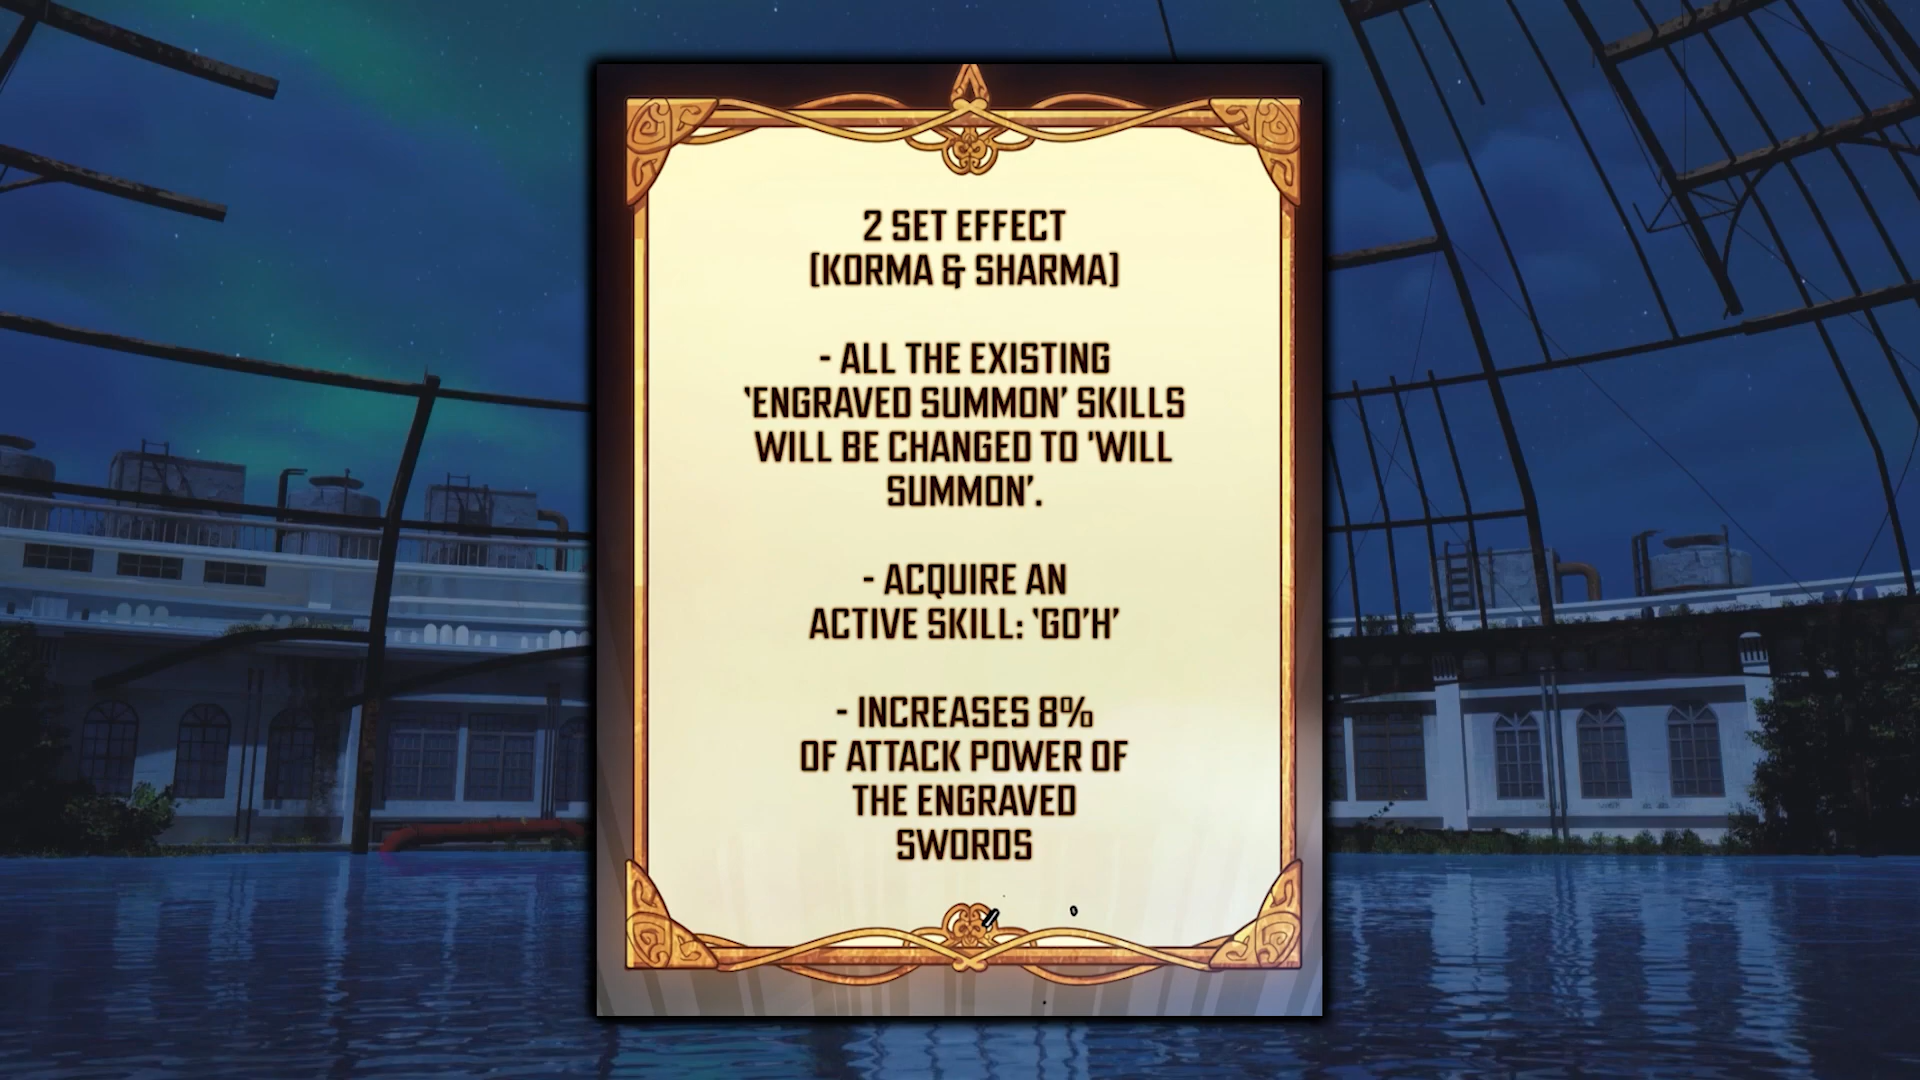 2 SET EFFECT
[KORMA & SHARMA]
- ALL THE EXISTING
'ENGRAVED SUMMON' SKILLS
WILL BE CHANGED TO 'WILL
SUMMON'.
- ACQUIRE AN
ACTIVE SKILL: 'GO'H'
- INCREASES 8%
OF ATTACK POWER OF
THE ENGRAVED
SWORDS